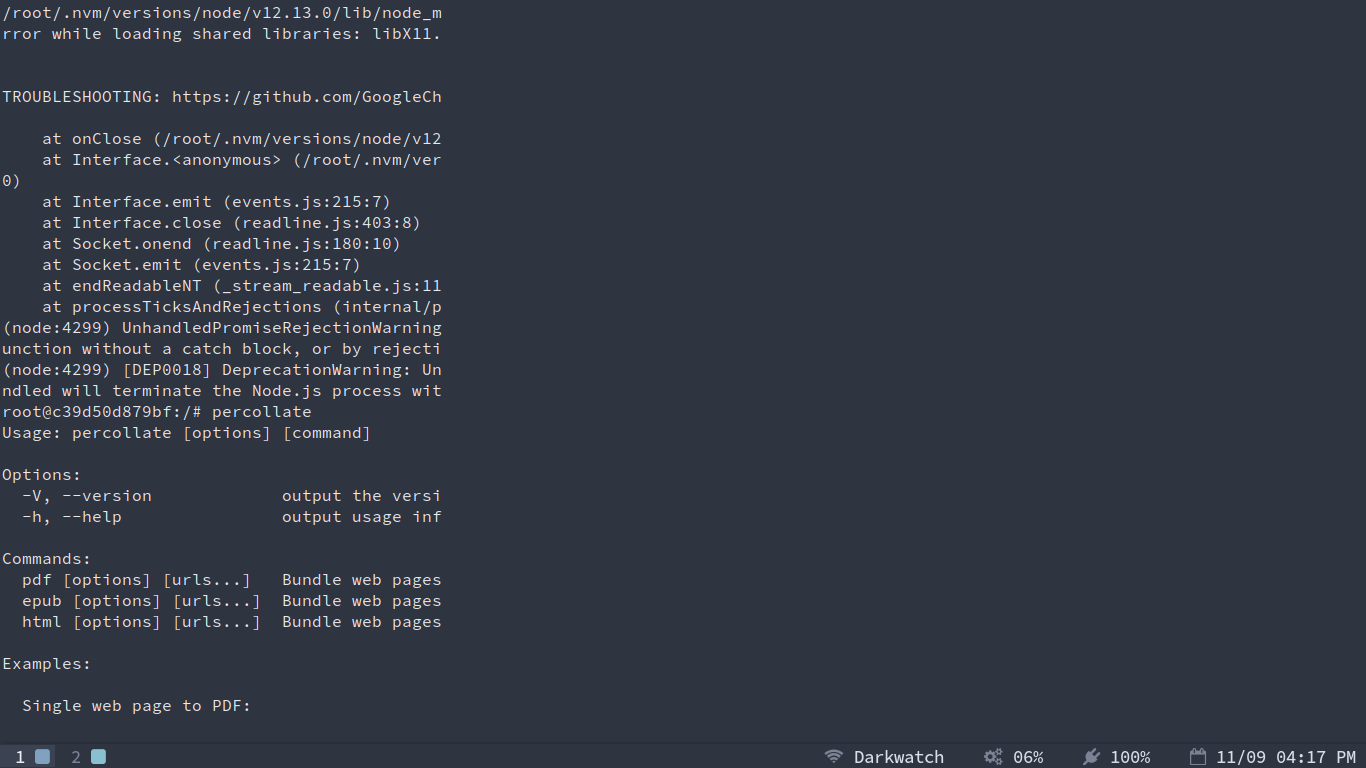 /root/.nvm/versions/node/v12.13.0/lib/node_m
rror while loading shared libraries: libX11.
TROUBLESHOOTING: https://github.com/GoogleCh
at onClose (/root/.nvm/versions/node/v12
at Interface.<anonymous> (/root/.nvm/ver
0)
at Interface.emit (events.js:215:7)
at Interface.close (readline.js:403:8)
at Socket.onend (readline.js:180:10)
at Socket.emit (events.js:215:7)
at endReadableNT (_stream_readable.js:11
at processTicksAndRejections (internal/p
(node:4299) UnhandledPromiseRejectionWarning
unction without a catch block, or by rejecti
(node:4299) [DEP0018] DeprecationWarning: Un
ndled will terminate the Node.js process wit
root@c39d50d879bf:/# percollate
Usage: percollate [options] [command]
Options:
-V, --version output the versi
-h, --help output usage inf
Commands:
pdf [options] [urls...] Bundle web pages
epub [options] [urls...] Bundle web pages
html [options] [urls...] Bundle web pages
Examples:
Single web page to PDF:
1 2 Darkwatch 06% 100% 11/09 04:17 PM